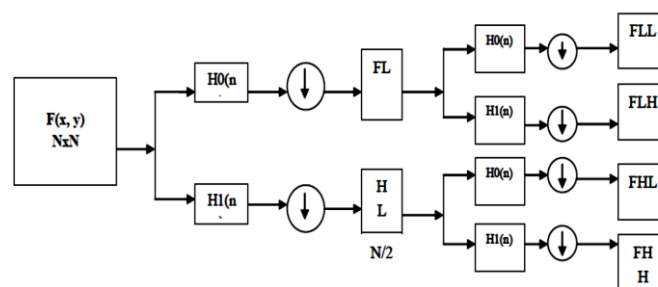 F(x, y)
NxN
H0(n
H1(n
FL
H
L
N/2
H0(n)
H1(n)
H0(n)
H1(n)
FLL
FLH
FHL
FH
H